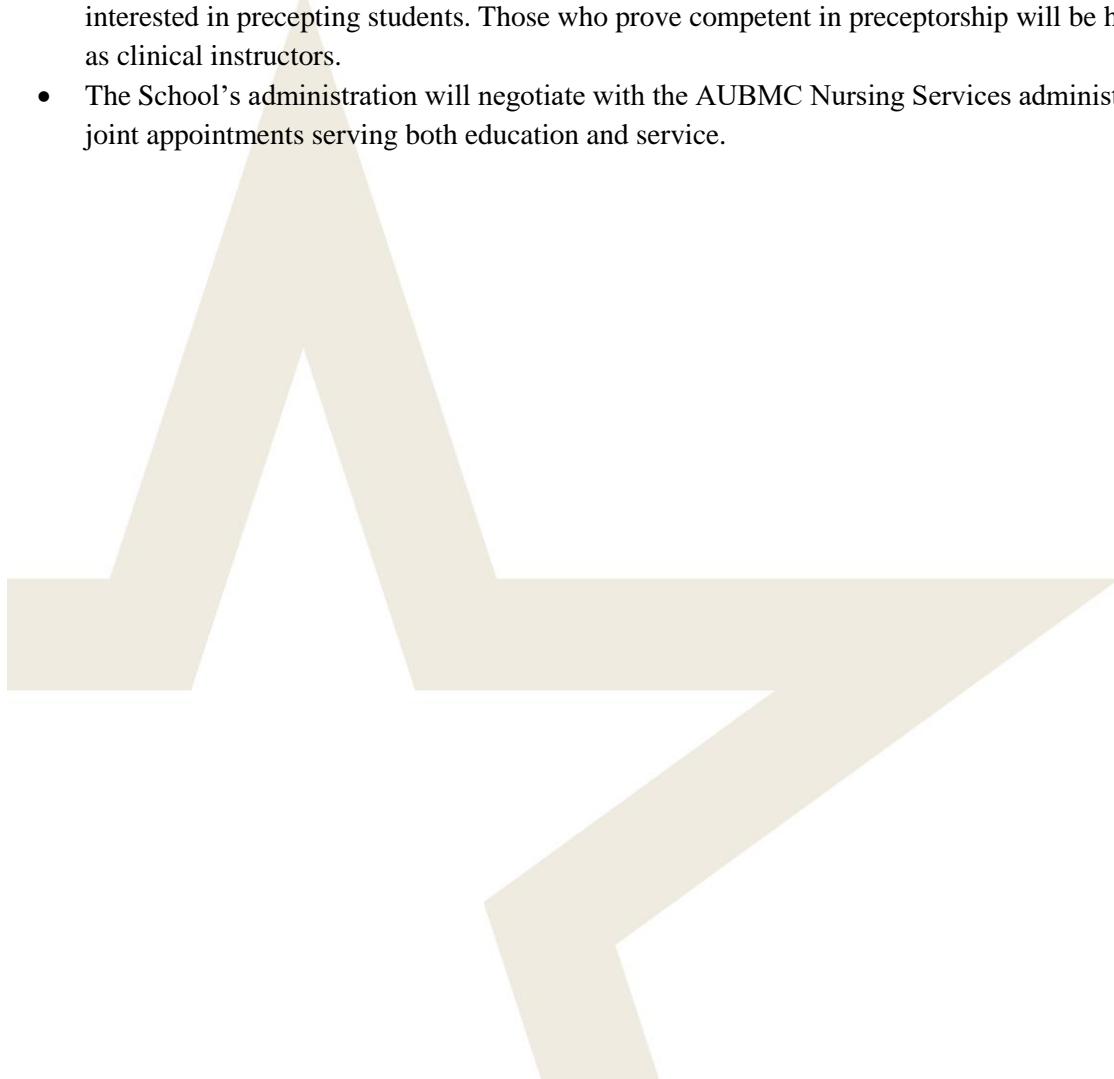 interested in precepting students. Those who prove competent in preceptorship will be
as clinical instructors.
• The School’s administration will negotiate with the AUBMC Nursing Services
joint appointments serving both education and service.